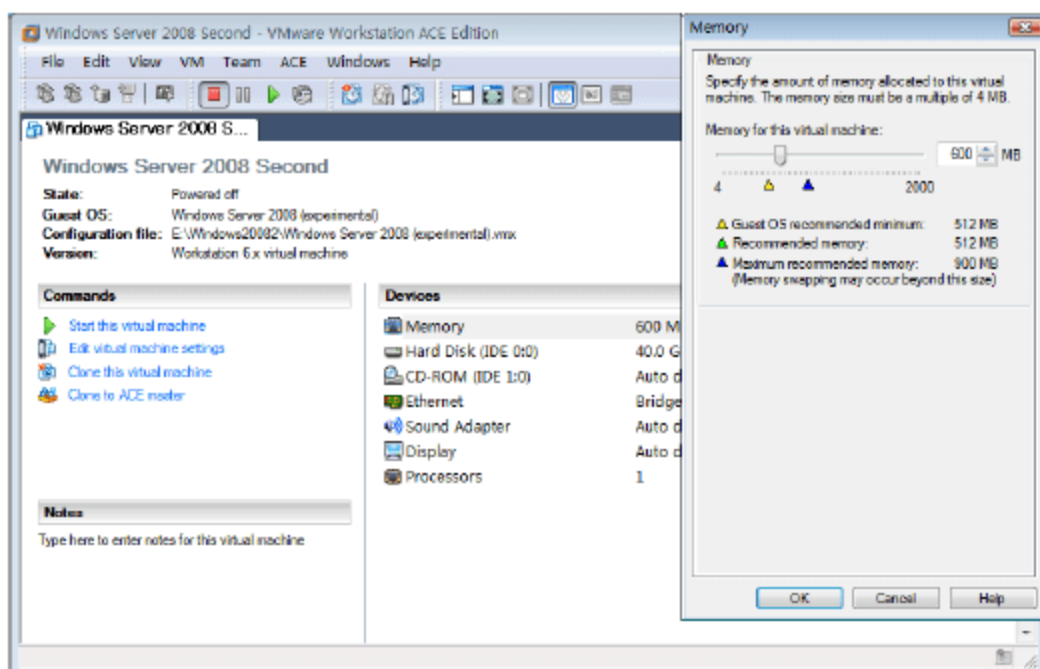 Windows Server 2008 Second - VMware Workstation ACE Edition
File Edit View VM Team ACE Windows Help
Windows Server 2008 S...
Windows Server 2008 Second
State: Powered off
Guest OS: Windows Server 2008 (experimental)
Configuration file: E:\Windows20082\Windows Server 2008 (experimental).vmx
Version: Workstation 6.x virtual machine
Commands
Start this virtual machine
Edit virtual machine settings
Clone this virtual machine
Clone to ACE master
Devices
Memory 600 M
Hard Disk (IDE 0:0) 40.0 G
CD-ROM (IDE 1:0) Auto d
Ethernet Bridge
Sound Adapter Auto d
Display Auto d
Processors 1
Notes
Type here to enter notes for this virtual machine
Memory
Memory
Specify the amount of memory allocated to this virtual
machine. The memory size must be a multiple of 4 MB.
Memory for this virtual machine:
600 MB
4 2000
Guest OS recommended minimum: 512 MB
Recommended memory: 512 MB
Maximum recommended memory: 900 MB
(Memory swapping may occur beyond this size)
OK Cancel Help